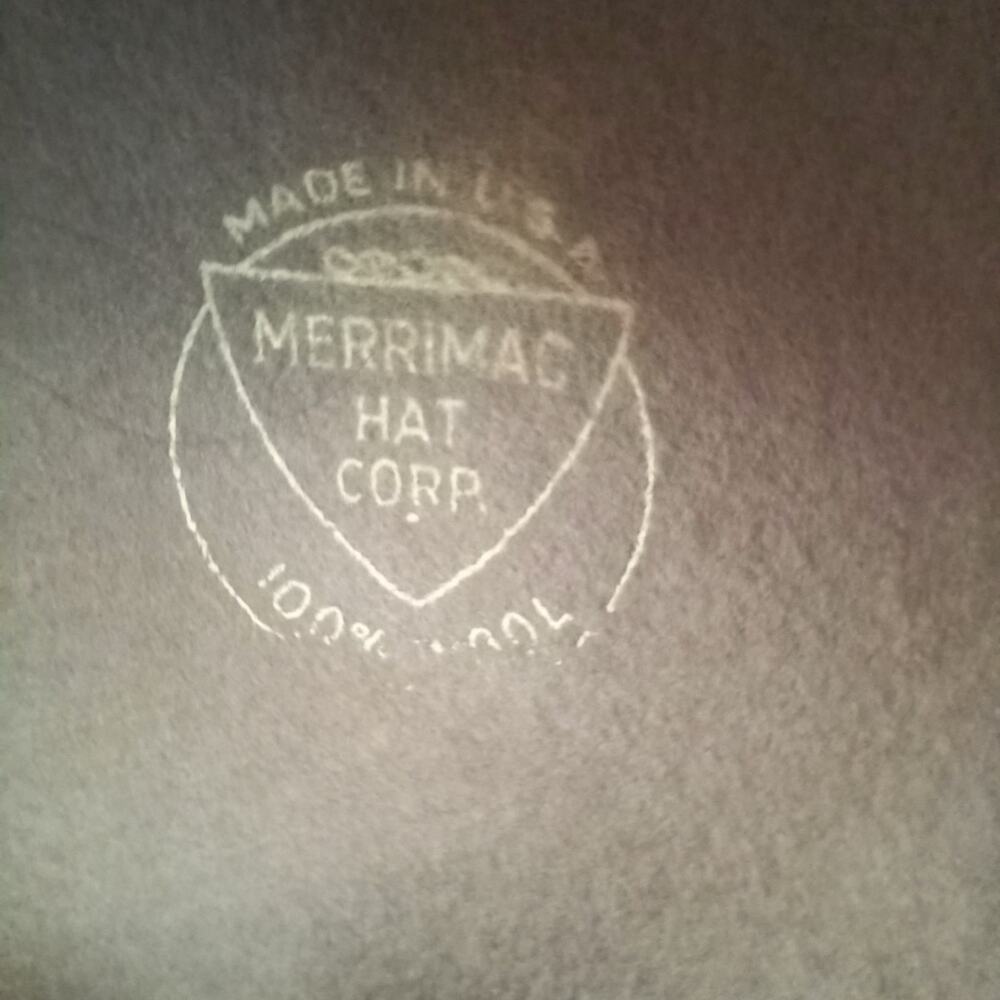 MADE IN U.S.A
MERRIMAC
HAT
CORP.
100% WOOL